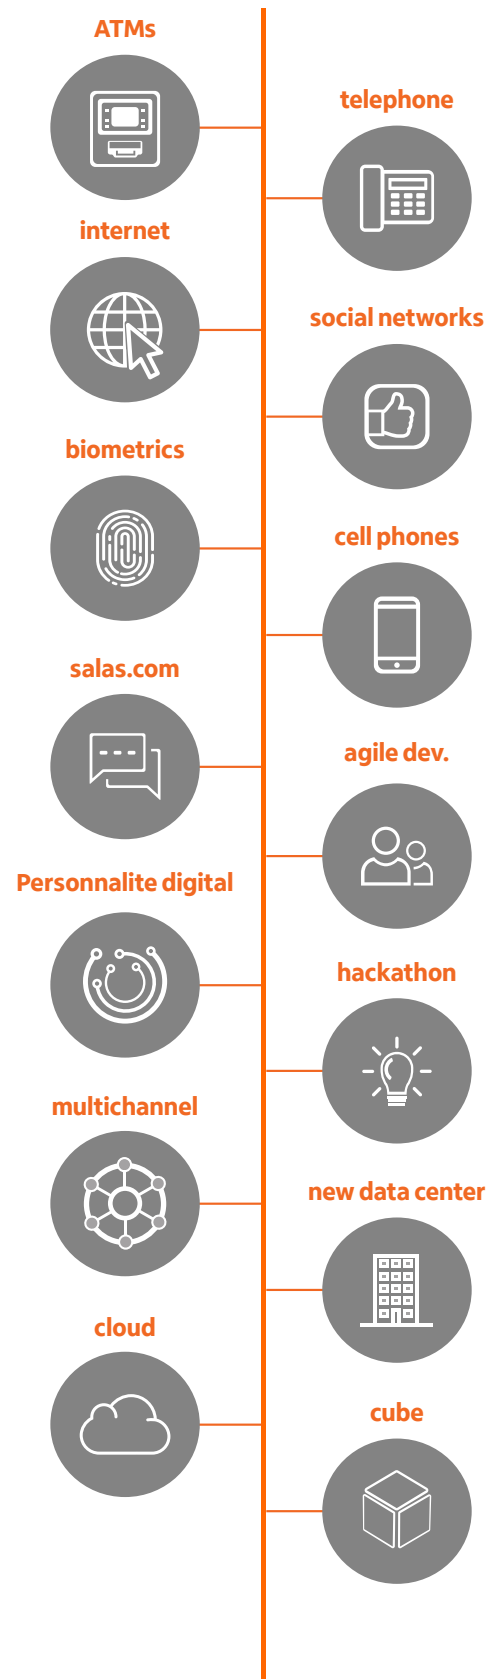 ATMs
telephone
internet
social networks
biometrics
cell phones
salas.com
agile dev.
Personnalite digital
hackathon
multichannel
new data center
cloud
cube